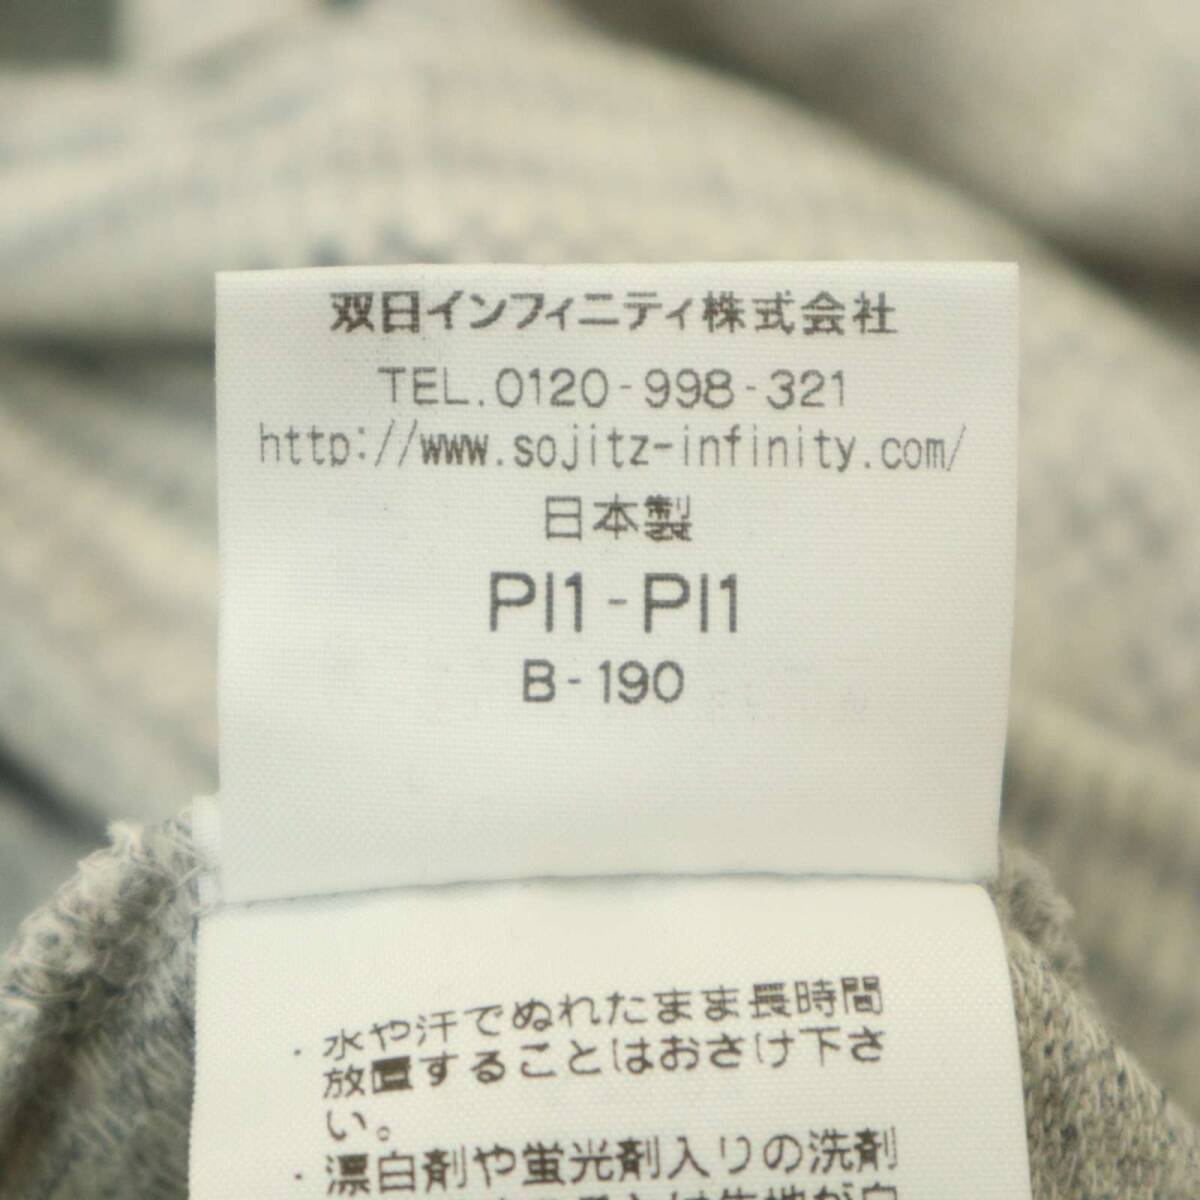 双日インフィニティ株式会社
TEL.0120-998-321
http://www.sojitz-infinity.com/
日本製
PI1-PI1
B-190
・水や汗でぬれたまま長時間
放置することはおさけ下さ
い。
・漂白剤や蛍光剤入りの洗剤